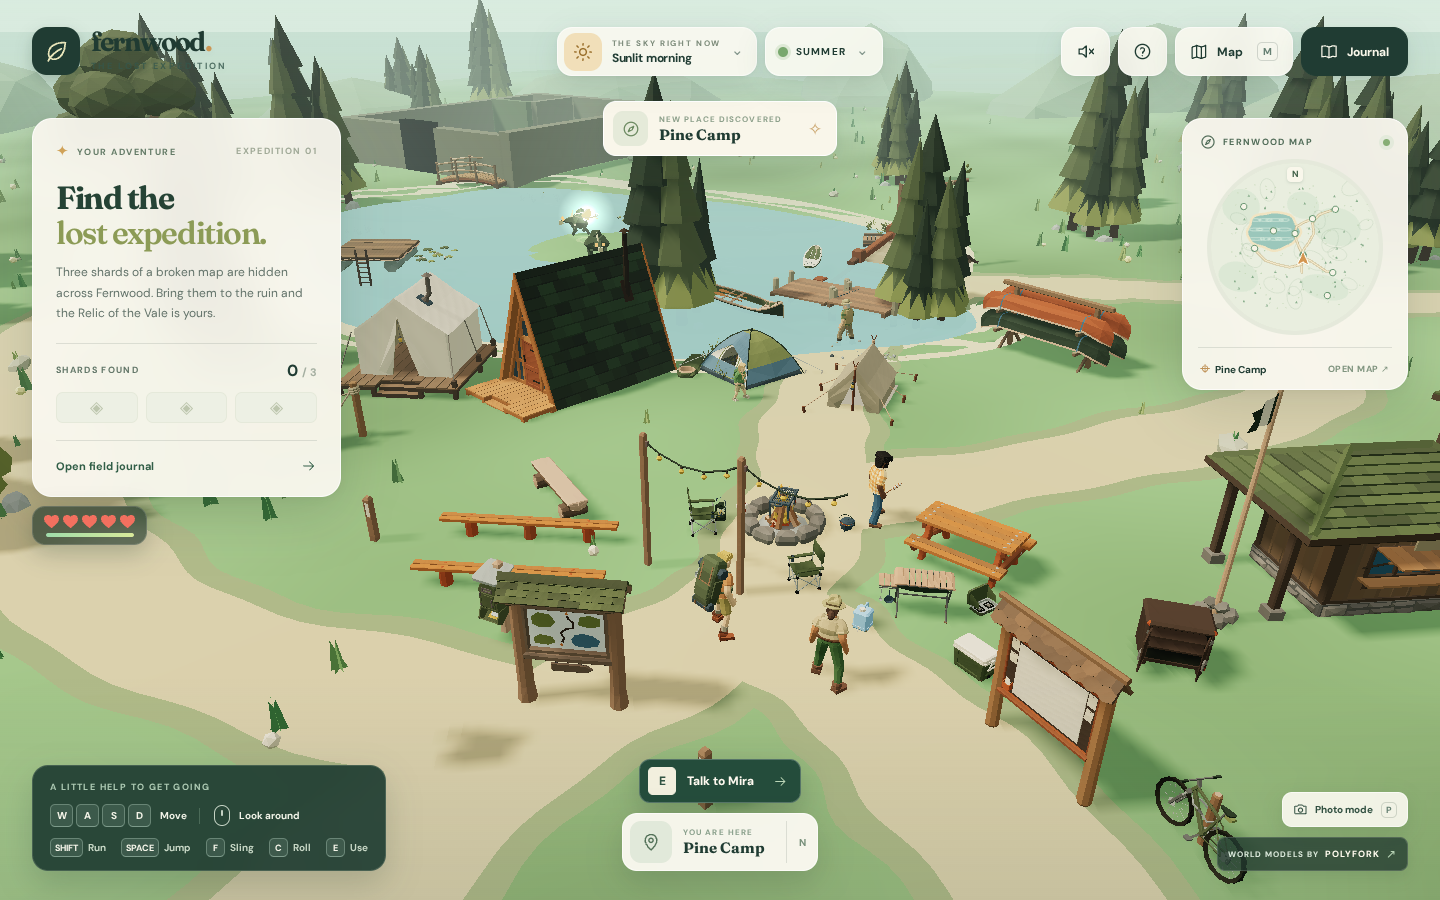 fernwood.
THE SKY RIGHT NOW
Sunlit morning
SUMMER
Map
M
Journal
NEW PLACE DISCOVERED
Pine Camp
YOUR ADVENTURE
EXPEDITION 01
Find the
lost expedition.
Three shards of a broken map are hidden
across Fernwood. Bring them to the ruin and
the Relic of the Vale is yours.
SHARDS FOUND
0 / 3
Open field journal
FERNWOOD MAP
N
Pine Camp
OPEN MAP
A LITTLE HELP TO GET GOING
W A S D Move
Look around
SHIFT Run
SPACE Jump
F Sling
C Roll
E Use
E Talk to Mira
YOU ARE HERE
Pine Camp
N
Photo mode P
WORLD MODELS BY POLYFORK